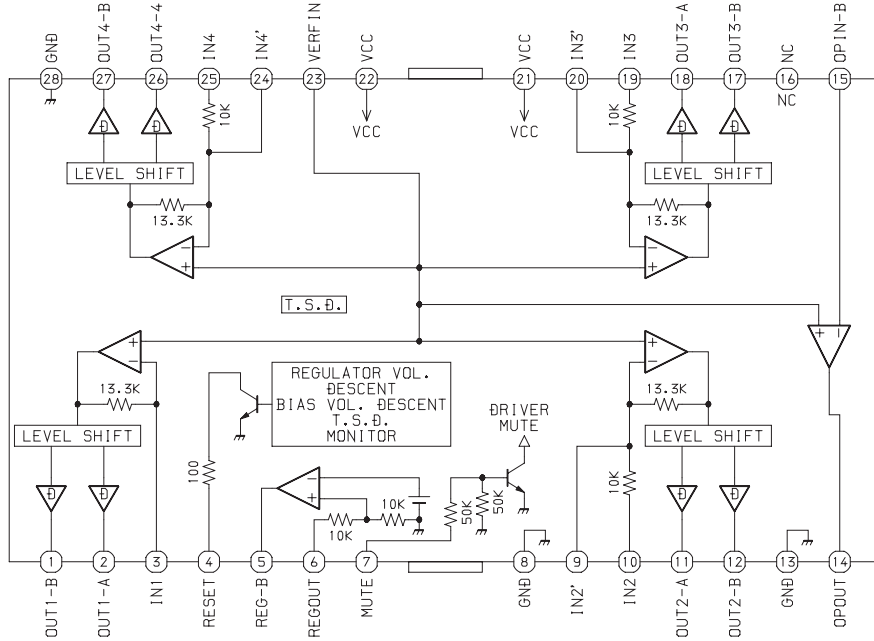 GND
OUT4-B
OUT4-4
IN4
IN4'
VERFIN
VCC
VCC
IN3'
IN3
OUT3-A
OUT3-B
NC
OPIN-B
28
27
26
25
24
23
22
21
20
19
18
17
16
15
NC
D
D
10K
VCC
VCC
10K
D
D
LEVEL SHIFT
LEVEL SHIFT
13.3K
13.3K
−
+
−
+
T.S.D.
+
−
+
−
+
−
13.3K
REGULATOR VOL.
DESCENT
BIAS VOL. DESCENT
T.S.D.
MONITOR
DRIVER
MUTE
13.3K
LEVEL SHIFT
LEVEL SHIFT
100
−
+
10K
10K
50K
50K
10K
D
D
D
D
1
2
3
4
5
6
7
8
9
10
11
12
13
14
OUT1-B
OUT1-A
IN1
RESET
REG-B
REGOUT
MUTE
GND
IN2'
IN2
OUT2-A
OUT2-B
GND
OPOUT